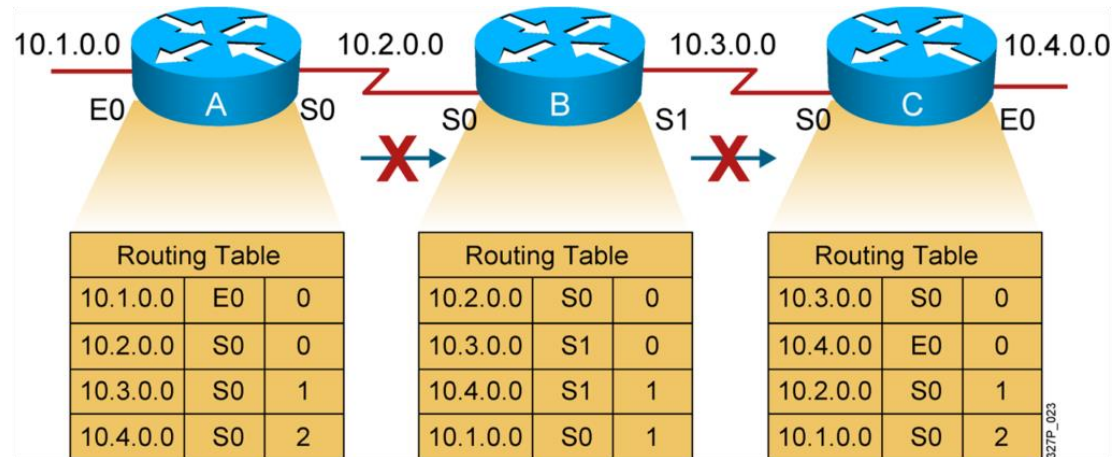 10.1.0.0
10.2.0.0
10.3.0.0
10.4.0.0
A
B
C
E0
S0
S0
S1
S0
E0
X
X
Routing Table
10.1.0.0 E0 0
10.2.0.0 S0 0
10.3.0.0 S0 1
10.4.0.0 S0 2
Routing Table
10.2.0.0 S0 0
10.3.0.0 S1 0
10.4.0.0 S1 1
10.1.0.0 S0 1
Routing Table
10.3.0.0 S0 0
10.4.0.0 E0 0
10.2.0.0 S0 1
10.1.0.0 S0 2
327P_023